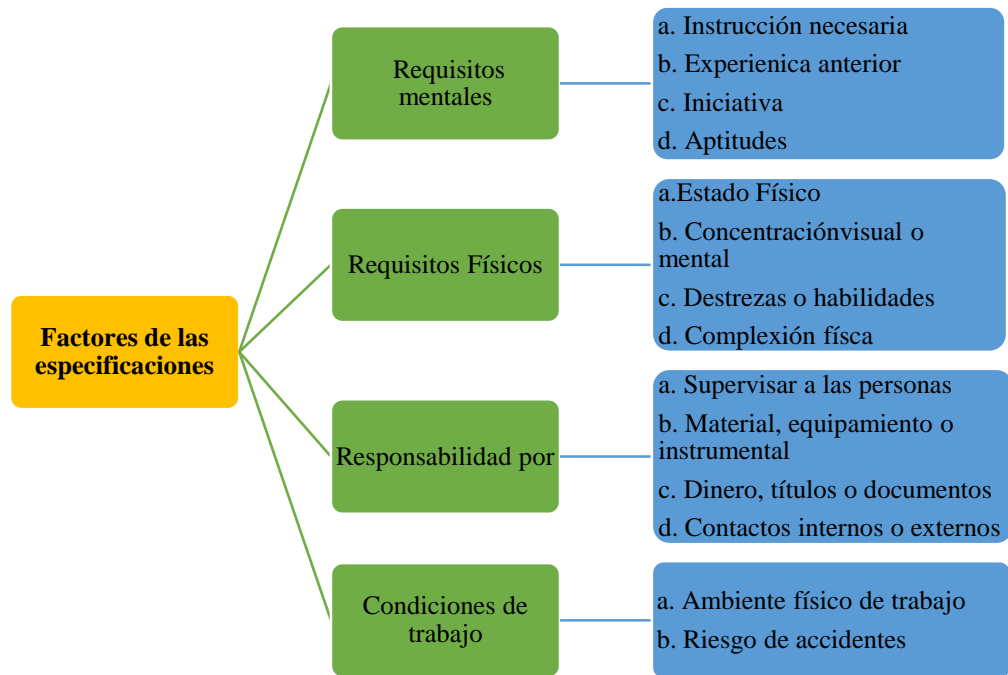 Factores de las
especificaciones
Requisitos
mentales
a. Instrucción necesaria
b. Experienica anterior
c. Iniciativa
d. Aptitudes
Requisitos Físicos
a.Estado Físico
b. Concentraciónvisual o
mental
c. Destrezas o habilidades
d. Complexión físca
Responsabilidad por
a. Supervisar a las personas
b. Material, equipamiento o
instrumental
c. Dinero, títulos o documentos
d. Contactos internos o externos
Condiciones de
trabajo
a. Ambiente físico de trabajo
b. Riesgo de accidentes